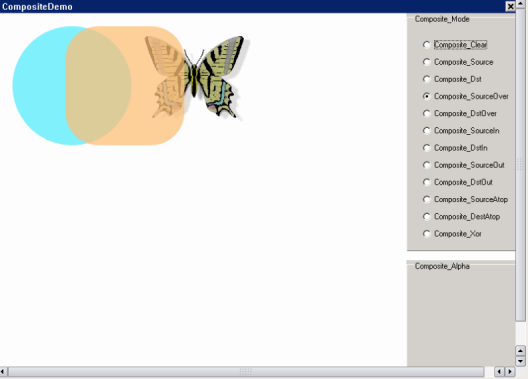 CompositeDemo
Composite_Mode
Composite_Clear
Composite_Source
Composite_Dst
Composite_SourceOver
Composite_DstOver
Composite_SourceIn
Composite_DstIn
Composite_SourceOut
Composite_DstOut
Composite_SourceAtop
Composite_DestAtop
Composite_Xor
Composite_Alpha